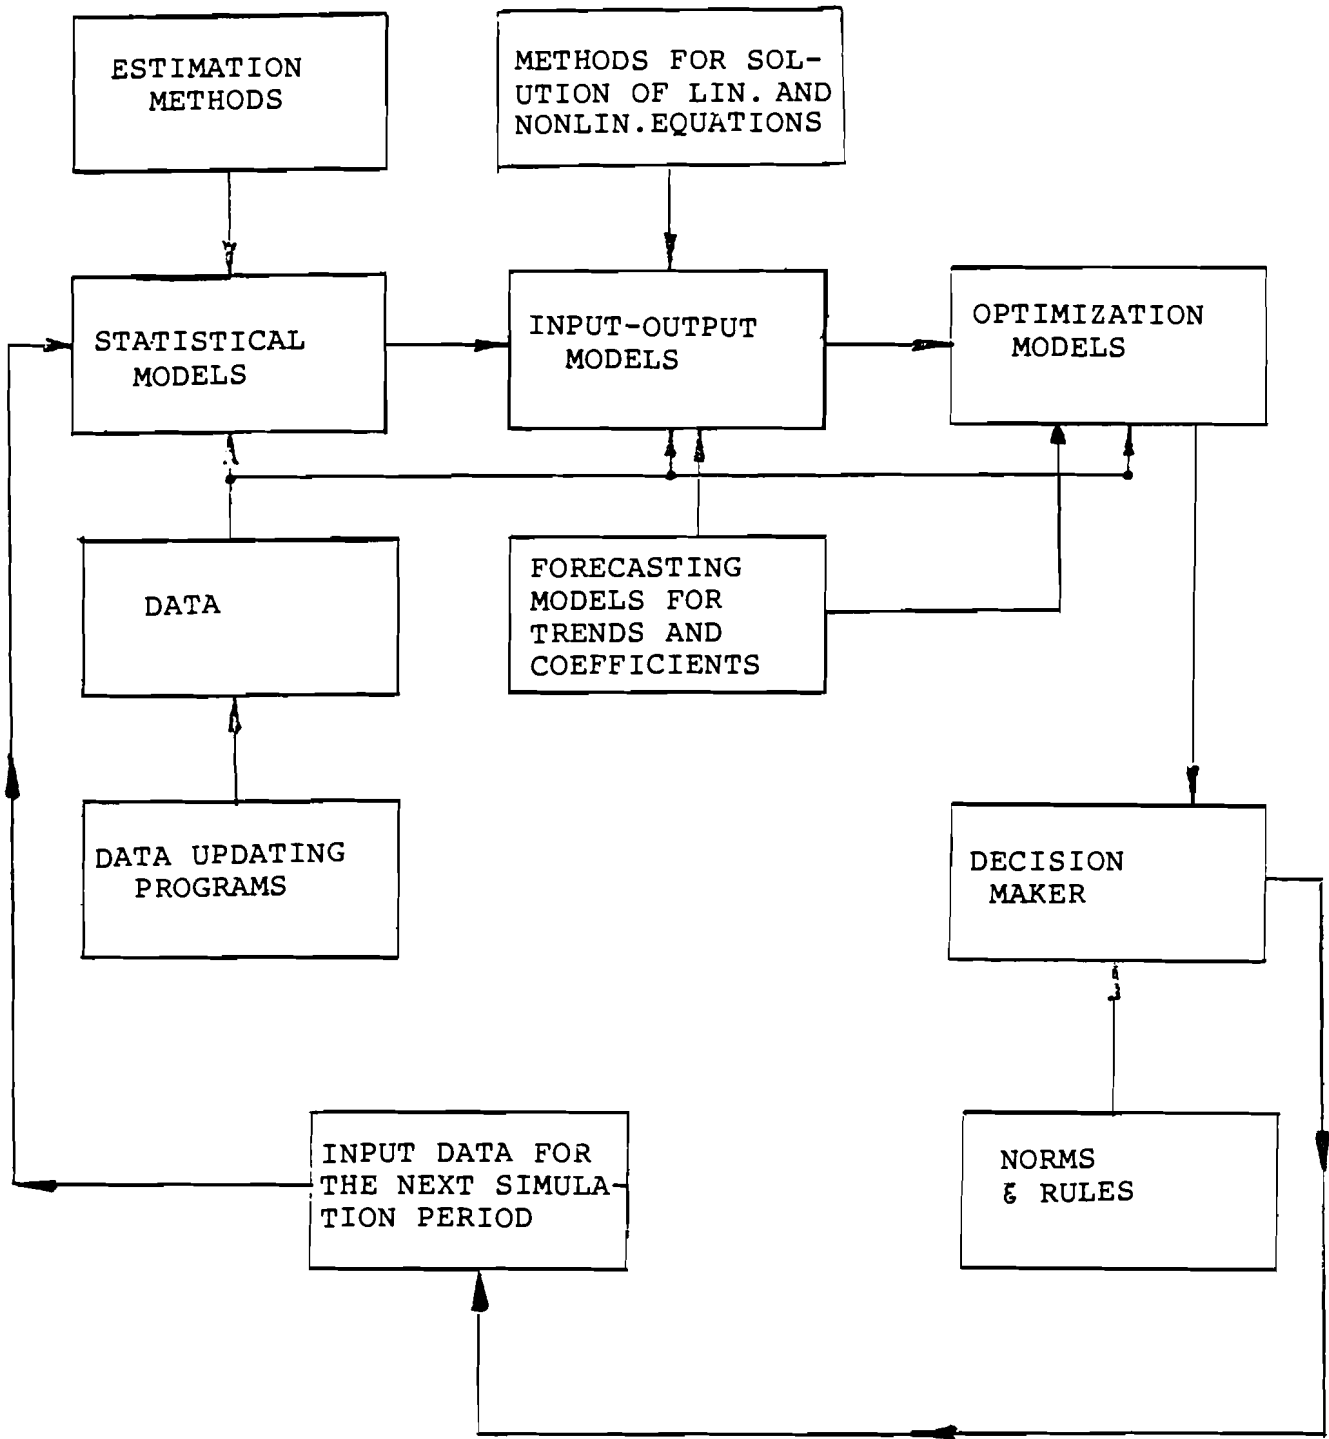 ESTIMATION
METHODS
METHODS FOR SOL-
UTION OF LIN. AND
NONLIN.EQUATIONS
STATISTICAL
MODELS
INPUT-OUTPUT
MODELS
OPTIMIZATION
MODELS
DATA
FORECASTING
MODELS FOR
TRENDS AND
COEFFICIENTS
DATA UPDATING
PROGRAMS
DECISION
MAKER
INPUT DATA FOR
THE NEXT SIMULA-
TION PERIOD
NORMS
& RULES